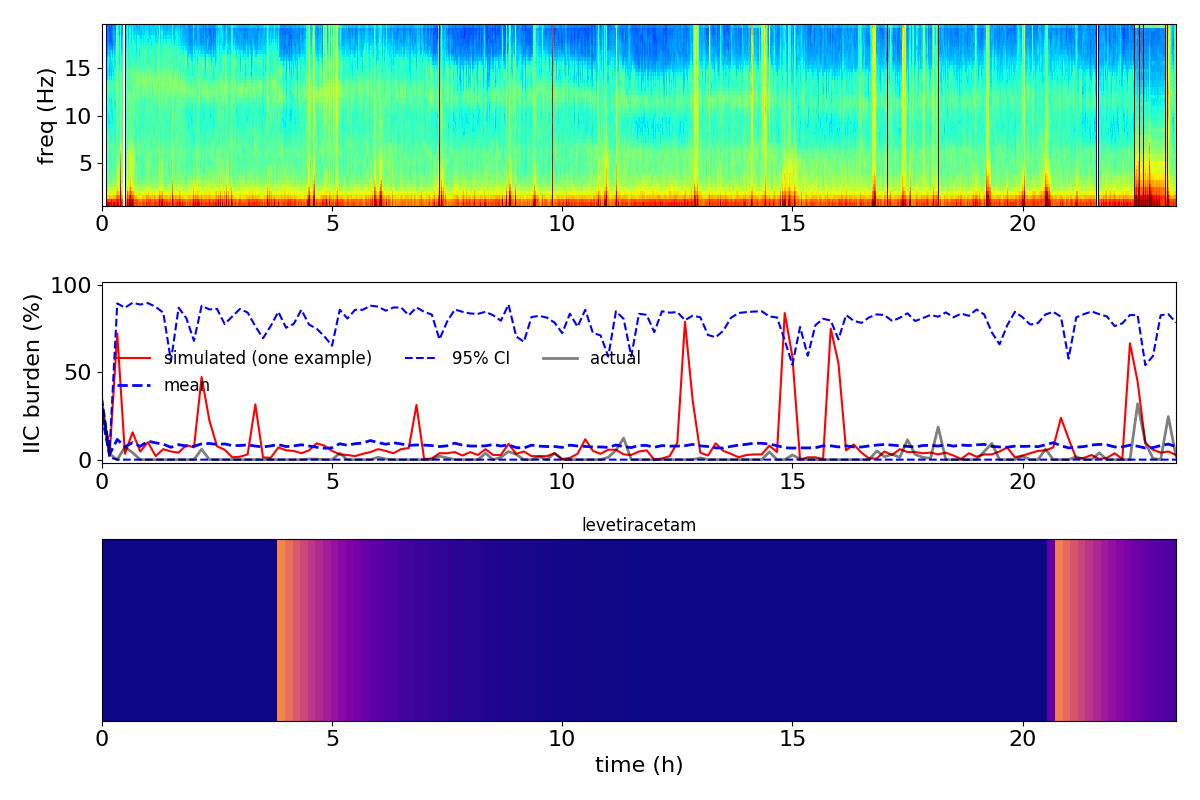 freq (Hz)
15
10
5
0 5 10 15 20
IIC burden (%)
100
50
0
simulated (one example) 95% CI actual
mean
0 5 10 15 20
levetiracetam
0 5 10 15 20
time (h)